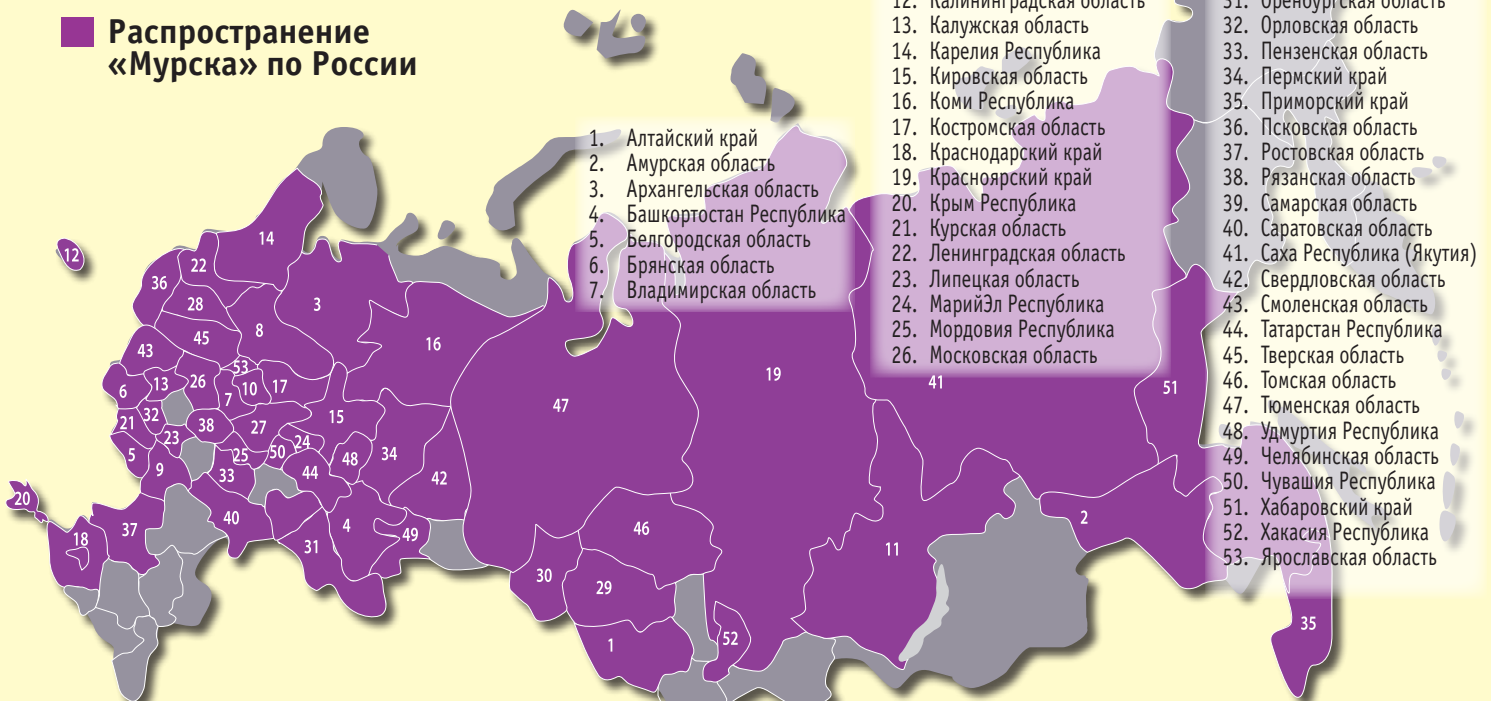 Распространение
«Мурска» по России
1. Алтайский край
2. Амурская область
3. Архангельская область
4. Башкортостан Республика
5. Белгородская область
6. Брянская область
7. Владимирская область
12. Калининградская область
13. Калужская область
14. Карелия Республика
15. Кировская область
16. Коми Республика
17. Костромская область
18. Краснодарский край
19. Красноярский край
20. Крым Республика
21. Курская область
22. Ленинградская область
23. Липецкая область
24. МарийЭл Республика
25. Мордовия Республика
26. Московская область
31. Оренбургская область
32. Орловская область
33. Пензенская область
34. Пермский край
35. Приморский край
36. Псковская область
37. Ростовская область
38. Рязанская область
39. Самарская область
40. Саратовская область
41. Саха Республика (Якутия)
42. Свердловская область
43. Смоленская область
44. Татарстан Республика
45. Тверская область
46. Томская область
47. Тюменская область
48. Удмуртия Республика
49. Челябинская область
50. Чувашия Республика
51. Хабаровский край
52. Хакасия Республика
53. Ярославская область
12
14
22
36
28
3
8
45
16
43
53
6
13
26
7
10
17
19
41
51
47
21
32
38
27
15
23
24
5
9
25
50
48
34
33
44
42
20
40
4
37
18
31
49
46
2
11
30
29
1
52
35